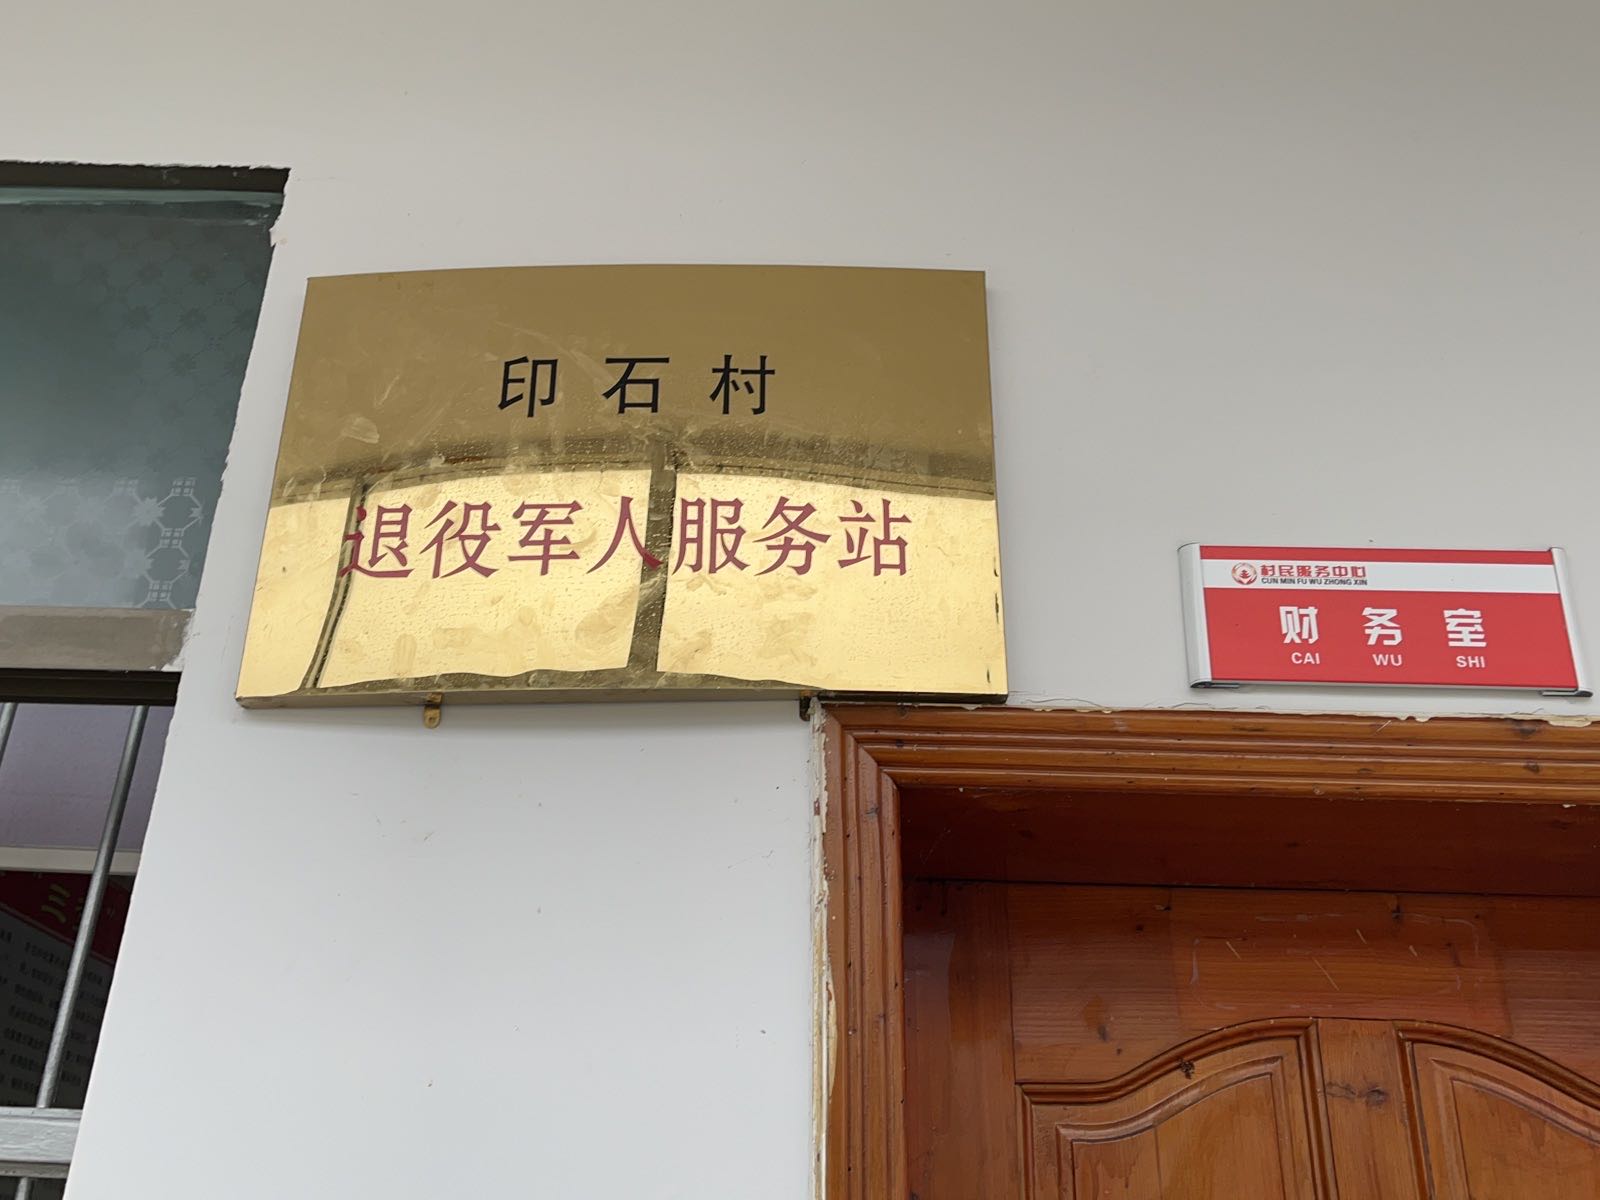 印石村
退役军人服务站
村民服务中心
CUN MIN FU WU ZHONG XIN
财务室
CAI WU SHI
三